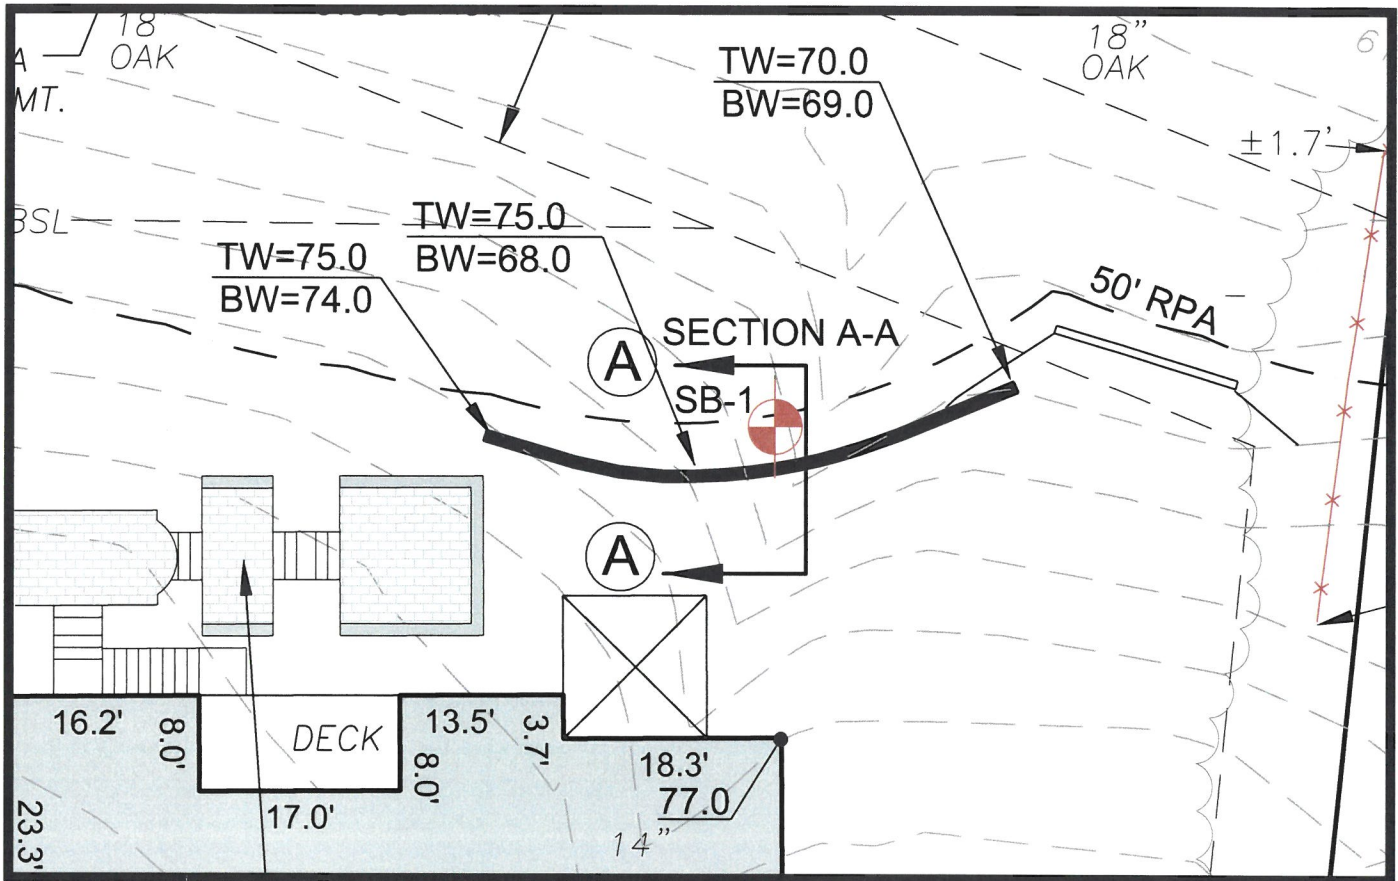 18"
OAK
A
MT.
TW=70.0
BW=69.0
18"
OAK
6
±1.7'
BSL
TW=75.0
BW=68.0
TW=75.0
BW=74.0
50' RPA
SECTION A-A
A
SB-1
A
16.2'
8.0'
DECK
13.5'
3.7'
8.0'
18.3'
77.0
17.0'
14"
23.3'